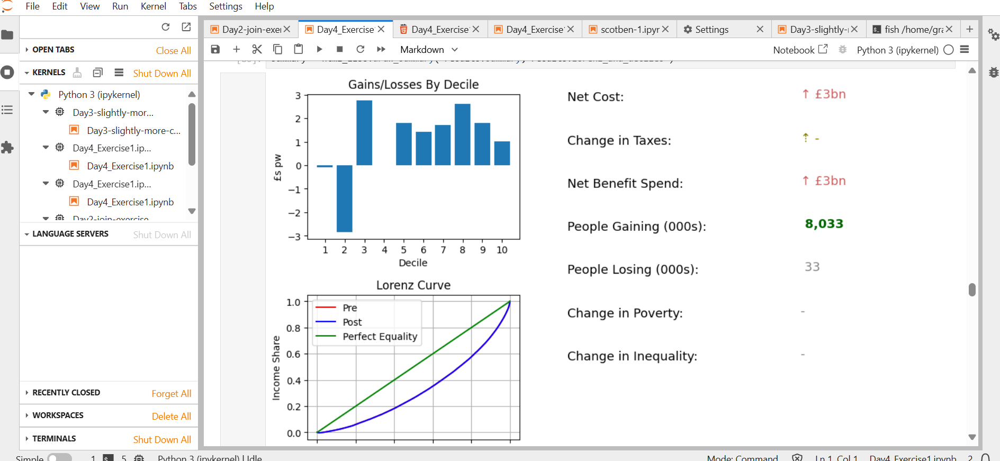 File Edit View Run Kernel Tabs Settings Help
Day2-join-exer Day4_Exercise Day4_Exercise Day4_Exercise scotben-1.ipyr Settings Day3-slightly- fish /home/gra
Markdown Notebook Python 3 (ipykernel)
OPEN TABS Close All
KERNELS Shut Down All
Python 3 (ipykernel)
Day3-slightly-mor...
Day3-slightly-more-c...
Day4_Exercise1.ip...
Day4_Exercise1.ipynb
Day4_Exercise1.ip...
Day4_Exercise1.ipynb
Day2-join-exercise
LANGUAGE SERVERS Shut Down All
RECENTLY CLOSED Forget All
WORKSPACES Delete All
TERMINALS Shut Down All
Gains/Losses By Decile
3
2
1
0
−1
−2
−3
£s pw
1 2 3 4 5 6 7 8 9 10
Decile
Lorenz Curve
Pre
Post
Perfect Equality
1.0
0.8
0.6
0.4
0.2
0.0
Income Share
Net Cost: ↑ £3bn
Change in Taxes: ⇡ -
Net Benefit Spend: ↑ £3bn
People Gaining (000s): 8,033
People Losing (000s): 33
Change in Poverty: -
Change in Inequality: -
Simple 1 5 Python 3 (ipykernel) | Idle Mode: Command Ln 1, Col 1 Day4_Exercise1.ipynb 2